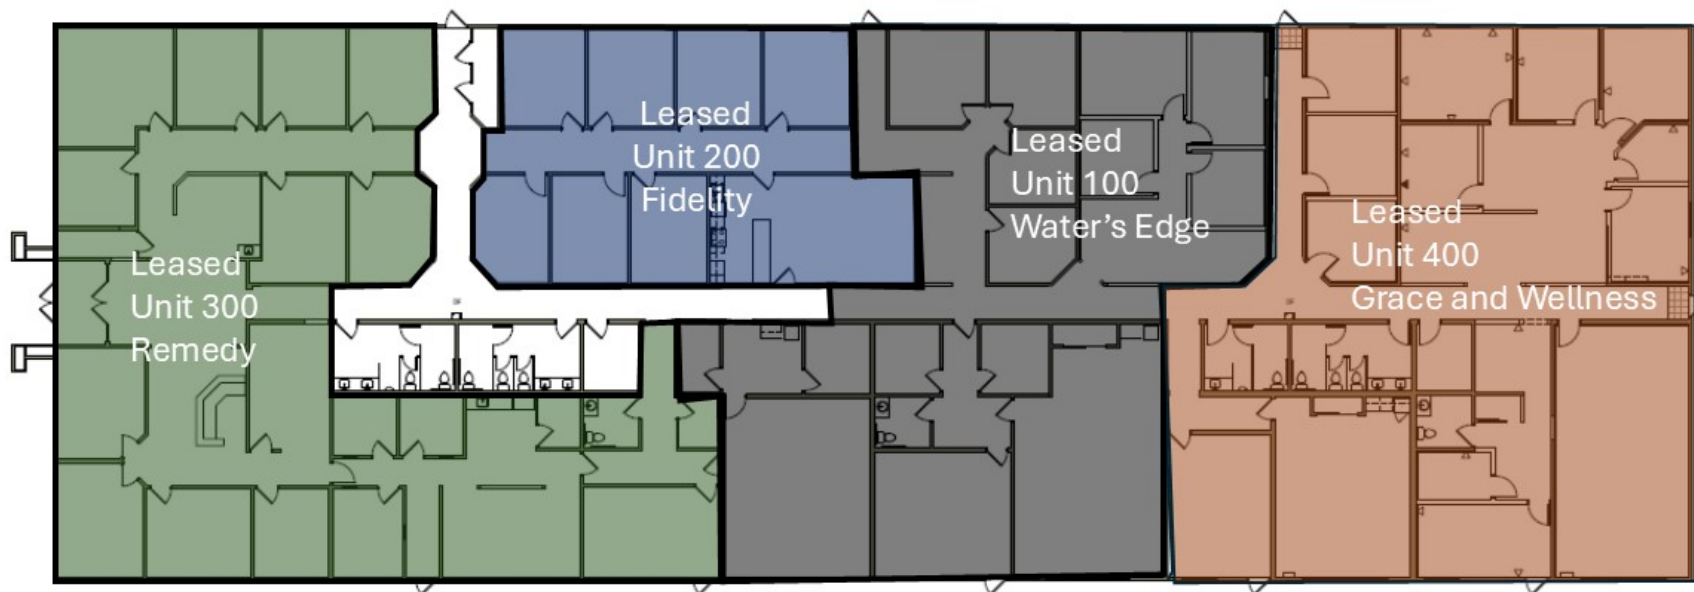 Leased
Unit 300
Remedy
Leased
Unit 200
Fidelity
Leased
Unit 100
Water's Edge
Leased
Unit 400
Grace and Wellness